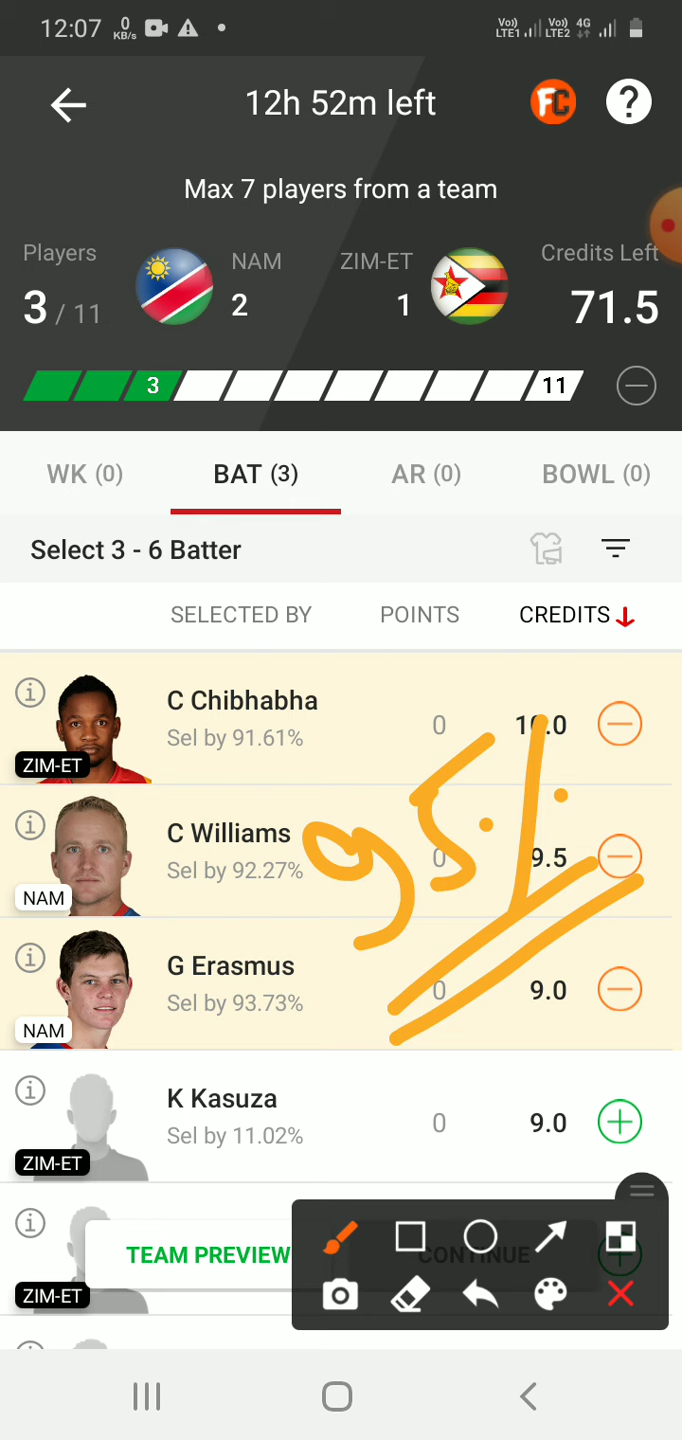 12:07 0 KB/s Vo) LTE1 Vo) LTE2 4G
12h 52m left FC ?
Max 7 players from a team
Players NAM ZIM-ET Credits Left
3 / 11 2 1 71.5
3 11
WK (0) BAT (3) AR (0) BOWL (0)
Select 3 - 6 Batter
SELECTED BY POINTS CREDITS
C Chibhabha
Sel by 91.61% 0 10.0
ZIM-ET
C Williams
Sel by 92.27% 0 9.5
NAM
95%
G Erasmus
Sel by 93.73% 0 9.0
NAM
K Kasuza
Sel by 11.02% 0 9.0
ZIM-ET
TEAM PREVIEW CONTINUE
ZIM-ET